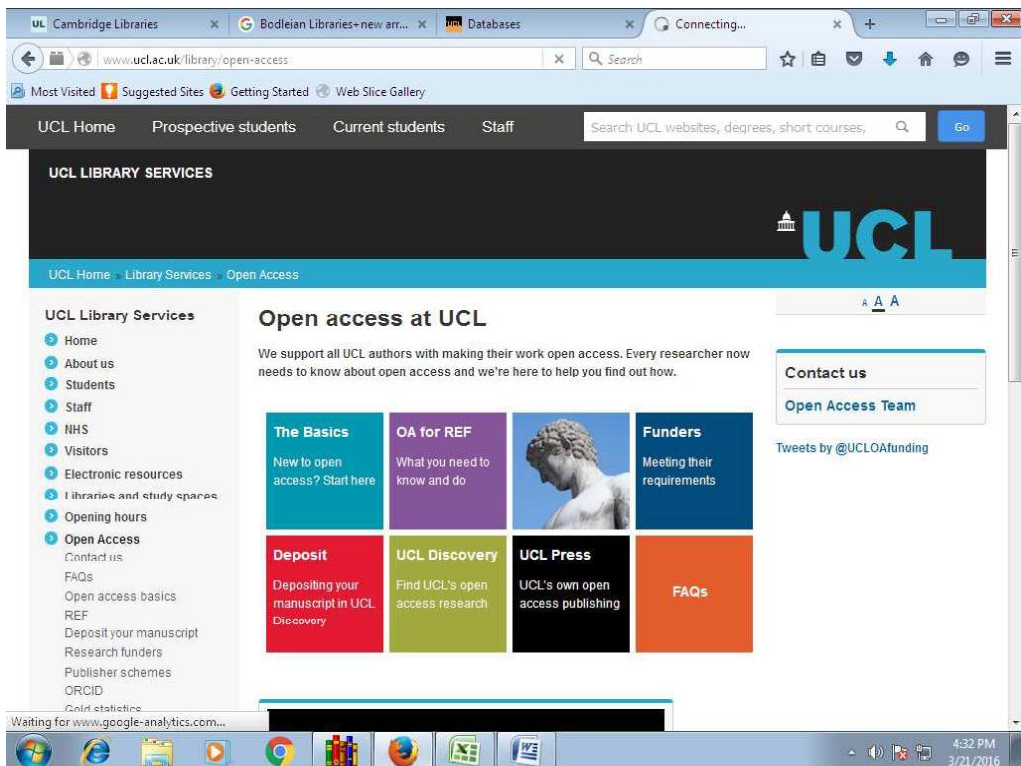 UL Cambridge Libraries
G Bodleian Libraries+new arr...
UCL Databases
Connecting...
www.ucl.ac.uk/library/open-access
Search
Most Visited
Suggested Sites
Getting Started
Web Slice Gallery
UCL Home
Prospective students
Current students
Staff
Search UCL websites, degrees, short courses,
Go
UCL LIBRARY SERVICES
UCL
UCL Home » Library Services » Open Access
A A A
UCL Library Services
Home
About us
Students
Staff
NHS
Visitors
Electronic resources
Libraries and study spaces
Opening hours
Open Access
Contact us
FAQs
Open access basics
REF
Deposit your manuscript
Research funders
Publisher schemes
ORCID
Gold statistics
Open access at UCL
We support all UCL authors with making their work open access. Every researcher now
needs to know about open access and we're here to help you find out how.
The Basics
New to open
access? Start here
OA for REF
What you need to
know and do
Funders
Meeting their
requirements
Deposit
Depositing your
manuscript in UCL
Discovery
UCL Discovery
Find UCL's open
access research
UCL Press
UCL's own open
access publishing
FAQs
Contact us
Open Access Team
Tweets by @UCLOAfunding
Waiting for www.google-analytics.com...
4:32 PM
3/21/2016